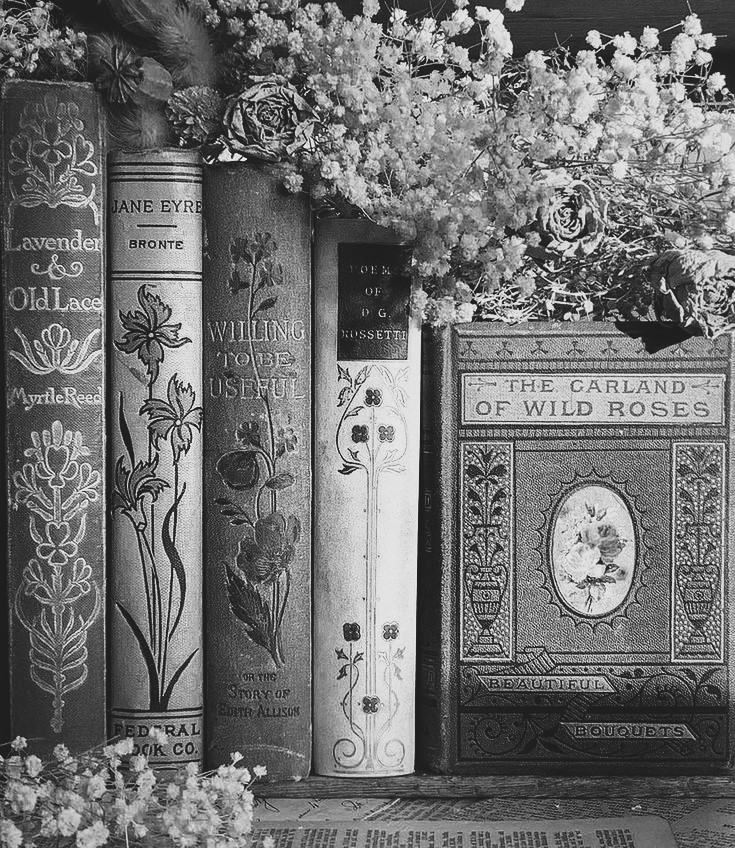 Lavender
&
Old Lace
Myrtle Reed
JANE EYRE
BRONTE
FEDERAL
OOK CO.
WILLING
TO BE
USEFUL
OR THE
STORY OF
EDITH ALLISON
POEMS
OF
D G.
ROSSETTI
THE GARLAND
OF WILD ROSES
BEAUTIFUL
BOUQUETS